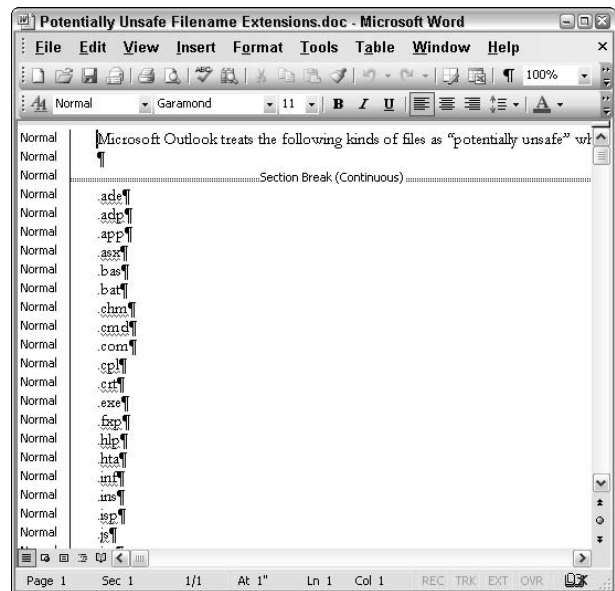 Potentially Unsafe Filename Extensions.doc - Microsoft Word
File Edit View Insert Format Tools Table Window Help
ABC ¶ 100%
A4 Normal Garamond 11 B I U A
Normal Microsoft Outlook treats the following kinds of files as “potentially unsafe” wh
Normal ¶
Normal Section Break (Continuous)
Normal .ade¶
Normal .adp¶
Normal .app¶
Normal .asx¶
Normal .bas¶
Normal .bat¶
Normal .chm¶
Normal .cmd¶
Normal .com¶
Normal .cpl¶
Normal .crt¶
Normal .exe¶
Normal .fxp¶
Normal .hlp¶
Normal .hta¶
Normal .inf¶
Normal .ins¶
Normal .isp¶
Normal .js¶
Page 1 Sec 1 1/1 At 1" Ln 1 Col 1 REC TRK EXT OVR